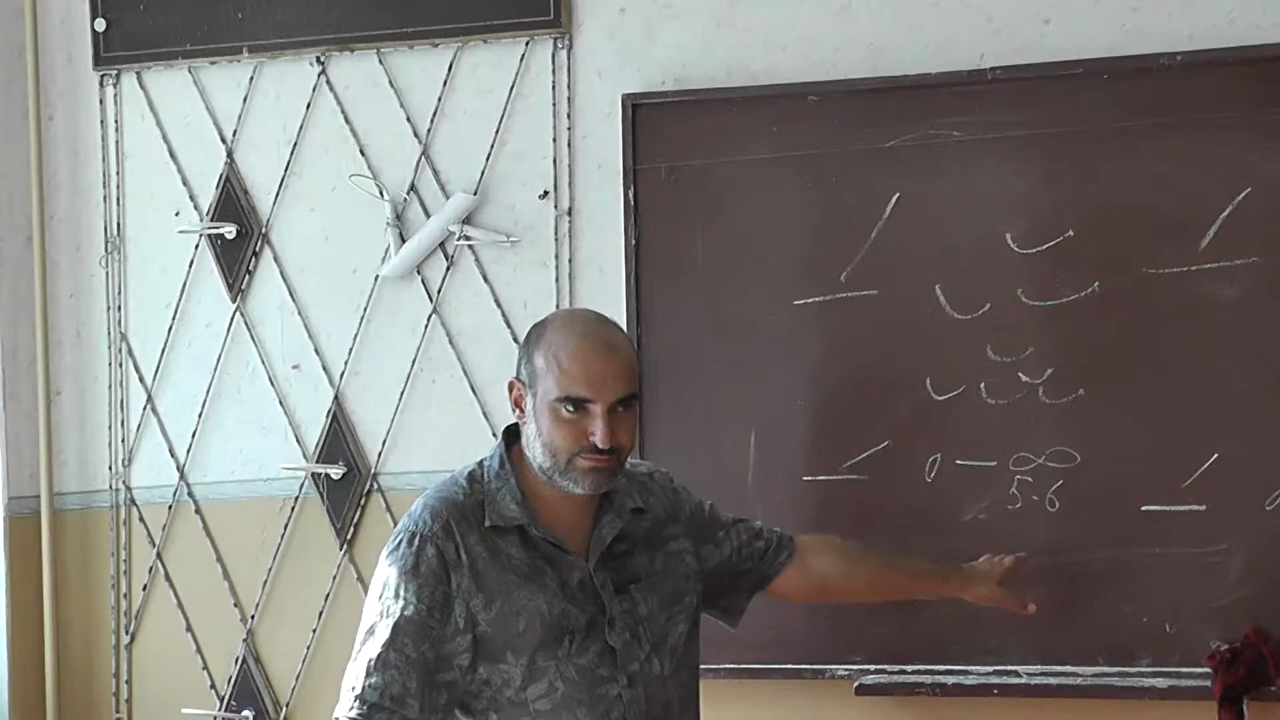 / ⏑ /
— ⏑ ⏑ —
⏑
⏑ ⏑ ⏑ ⏑
/ 0 — ∞ /
— 5-6 —